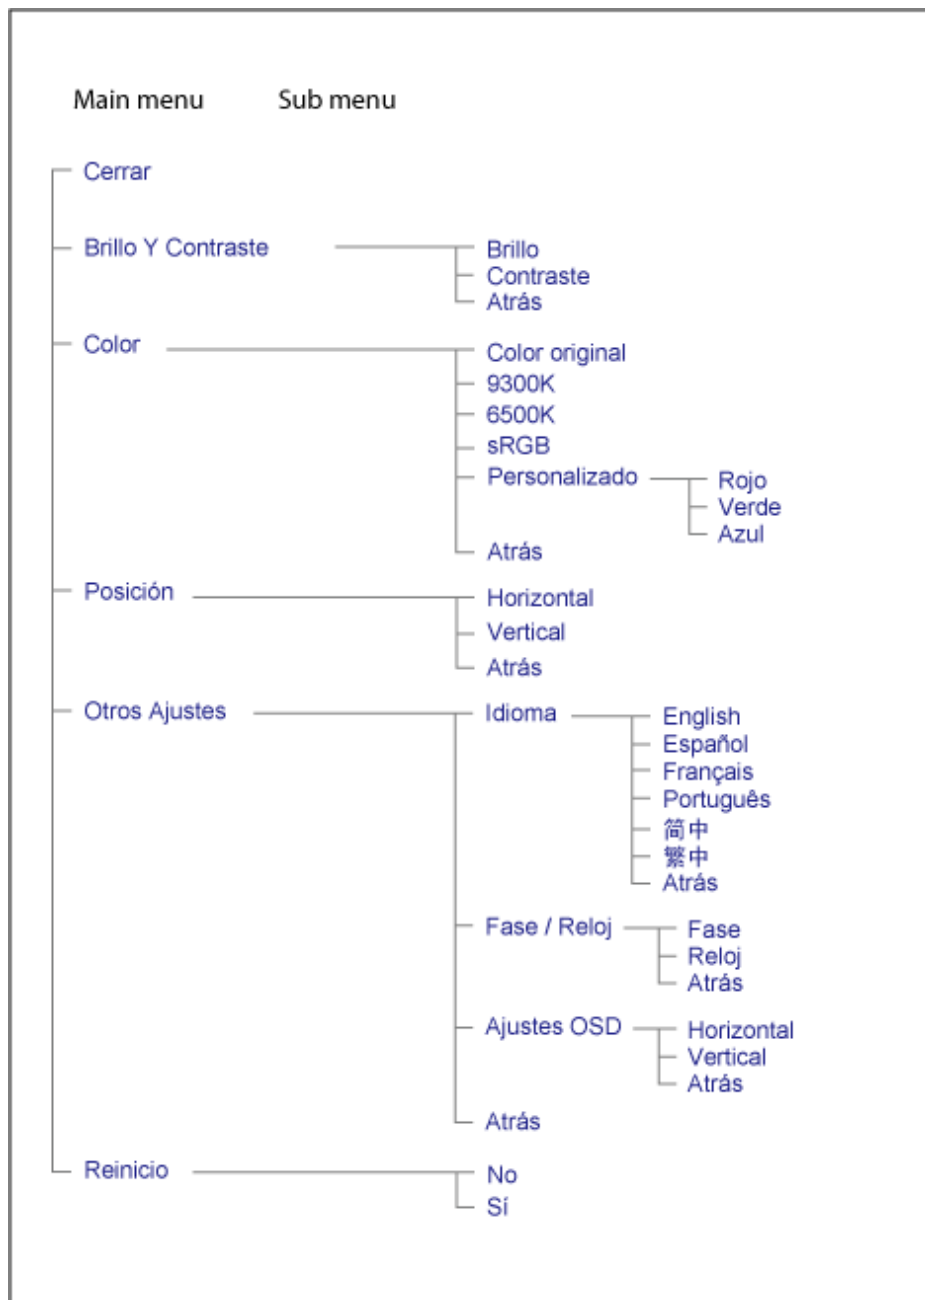 Main menu Sub menu
Cerrar
Brillo Y Contraste Brillo
Contraste
Atrás
Color Color original
9300K
6500K
sRGB
Personalizado Rojo
Verde
Azul
Atrás
Posición Horizontal
Vertical
Atrás
Otros Ajustes Idioma English
Español
Français
Português
简中
繁中
Atrás
Fase / Reloj Fase
Reloj
Atrás
Ajustes OSD Horizontal
Vertical
Atrás
Atrás
Reinicio No
Sí